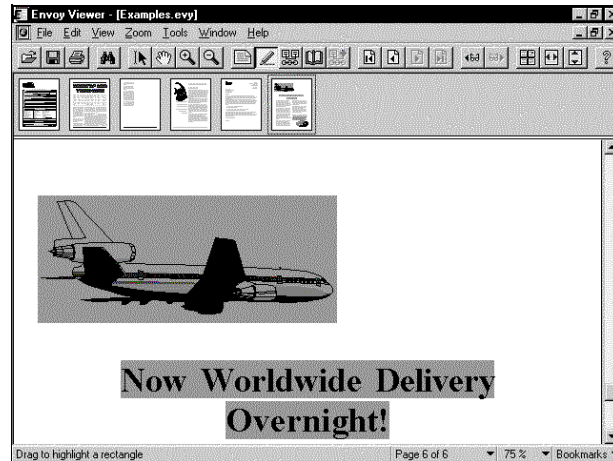 Envoy Viewer - [Examples.evy]
File Edit View Zoom Tools Window Help
Now Worldwide Delivery
Overnight!
Drag to highlight a rectangle Page 6 of 6 75 % Bookmarks